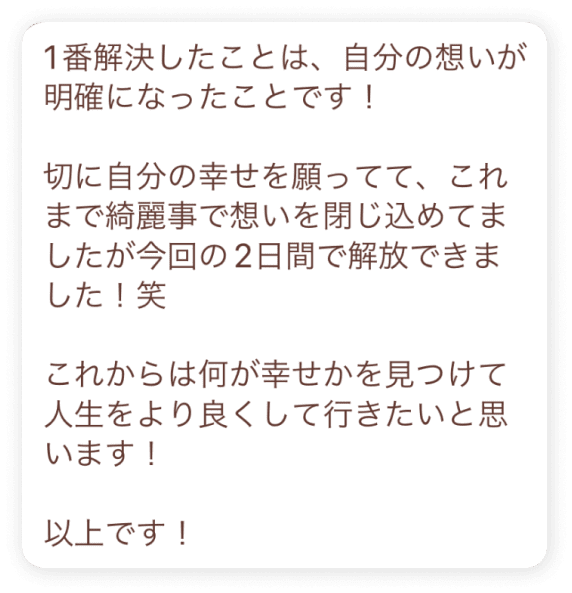 1番解決したことは、自分の想いが
明確になったことです！
切に自分の幸せを願ってて、これ
まで綺麗事で想いを閉じ込めてま
したが今回の2日間で解放できま
した！笑
これからは何が幸せかを見つけて
人生をより良くして行きたいと思
います！
以上です！